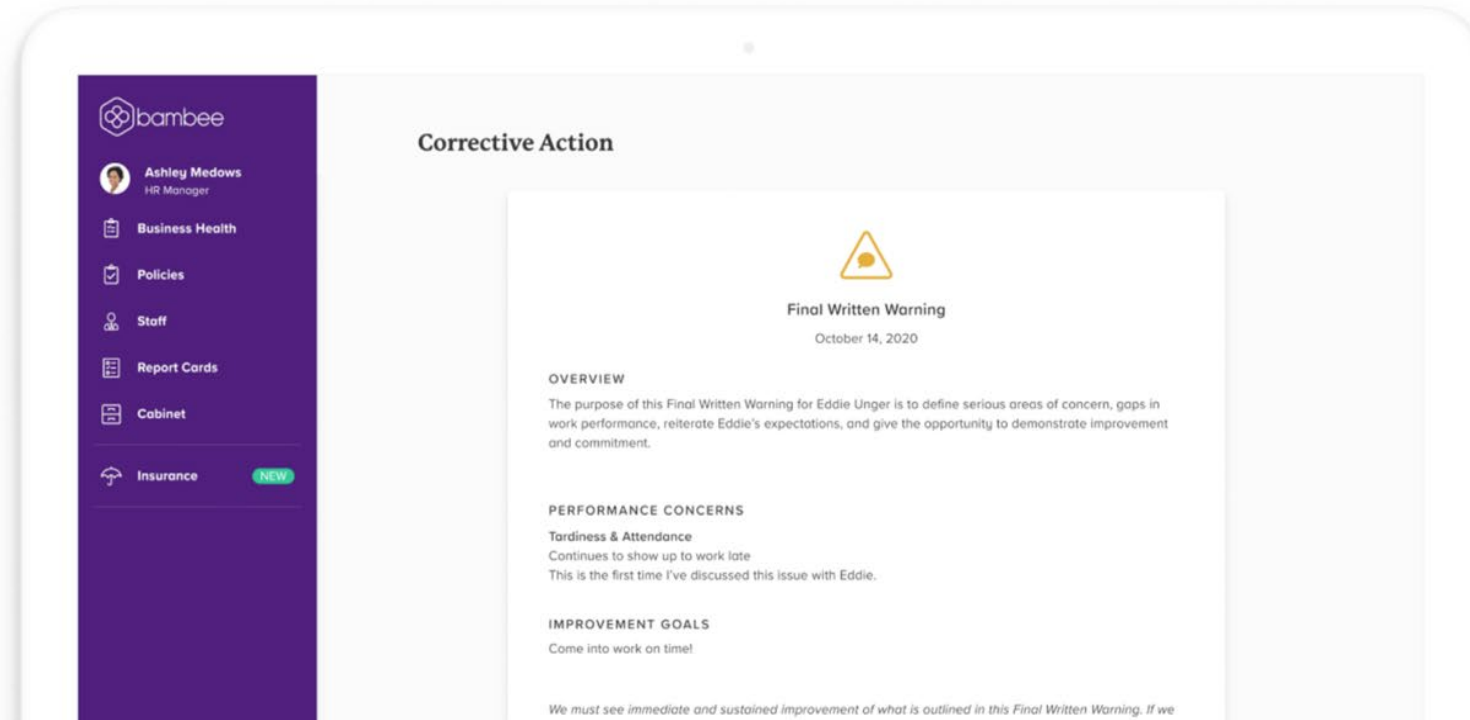 bambee
Ashley Medows
HR Manager
Business Health
Policies
Staff
Report Cards
Cabinet
Insurance NEW
Corrective Action
Final Written Warning
October 14, 2020
OVERVIEW
The purpose of this Final Written Warning for Eddie Unger is to define serious areas of concern, gaps in
work performance, reiterate Eddie's expectations, and give the opportunity to demonstrate improvement
and commitment.
PERFORMANCE CONCERNS
Tardiness & Attendance
Continues to show up to work late
This is the first time I've discussed this issue with Eddie.
IMPROVEMENT GOALS
Come into work on time!
We must see immediate and sustained improvement of what is outlined in this Final Written Warning. If we